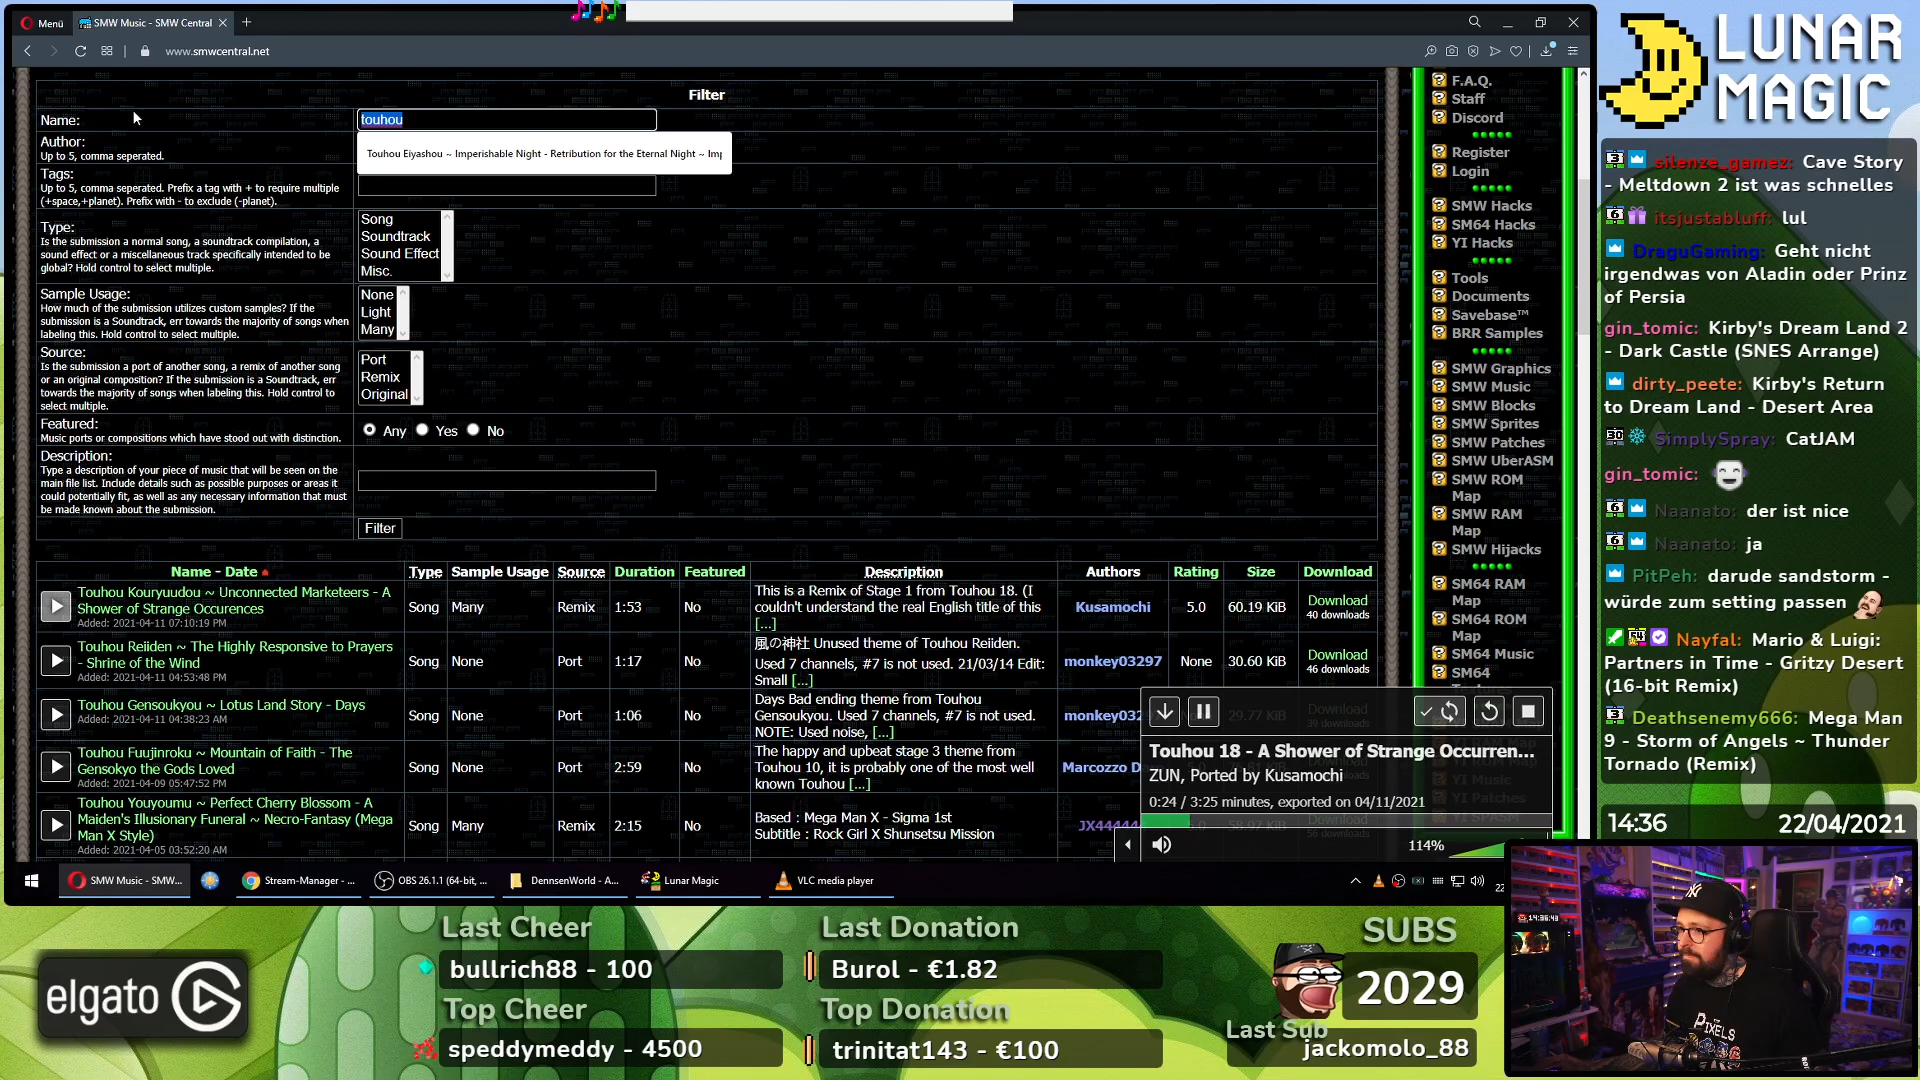 Menü
SMW Music - SMW Central
www.smwcentral.net
Filter
Name:
touhou
Touhou Eiyashou ~ Imperishable Night - Retribution for the Eternal Night ~ Imp
Author:
Up to 5, comma seperated.
Tags:
Up to 5, comma seperated. Prefix a tag with + to require multiple
(+space,+planet). Prefix with - to exclude (-planet).
Type:
Is the submission a normal song, a soundtrack compilation, a
sound effect or a miscellaneous track specifically intended to be
global? Hold control to select multiple.
Song
Soundtrack
Sound Effect
Misc.
Sample Usage:
How much of the submission utilizes custom samples? If the
submission is a Soundtrack, err towards the majority of songs when
labeling this. Hold control to select multiple.
None
Light
Many
Source:
Is the submission a port of another song, a remix of another song
or an original composition? If the submission is a Soundtrack, err
towards the majority of songs when labeling this. Hold control to
select multiple.
Port
Remix
Original
Featured:
Music ports or compositions which have stood out with distinction.
Any Yes No
Description:
Type a description of your piece of music that will be seen on the
main file list. Include details such as possible purposes or areas it
could potentially fit, as well as any necessary information that must
be made known about the submission.
Filter
Name - Date Type Sample Usage Source Duration Featured Description Authors Rating Size Download
Touhou Kouryuudou ~ Unconnected Marketeers - A
Shower of Strange Occurences
Added: 2021-04-11 07:10:19 PM
Song Many Remix 1:53 No
This is a Remix of Stage 1 from Touhou 18. (I
couldn't understand the real English title of this
[...]
Kusamochi 5.0 60.19 KiB Download
40 downloads
Touhou Reiiden ~ The Highly Responsive to Prayers
- Shrine of the Wind
Added: 2021-04-11 04:53:48 PM
Song None Port 1:17 No
風の神社 Unused theme of Touhou Reiiden.
Used 7 channels, #7 is not used. 21/03/14 Edit:
Small [...]
monkey03297 None 30.60 KiB Download
46 downloads
Touhou Gensoukyou ~ Lotus Land Story - Days
Added: 2021-04-11 04:38:23 AM
Song None Port 1:06 No
Days Bad ending theme from Touhou
Gensoukyou. Used 7 channels, #7 is not used.
NOTE: Used noise, [...]
monkey032
Touhou Fuujinroku ~ Mountain of Faith - The
Gensokyo the Gods Loved
Added: 2021-04-09 05:47:52 PM
Song None Port 2:59 No
The happy and upbeat stage 3 theme from
Touhou 10, it is probably one of the most well
known Touhou [...]
Marcozzo D
Touhou Youyoumu ~ Perfect Cherry Blossom - A
Maiden's Illusionary Funeral ~ Necro-Fantasy (Mega
Man X Style)
Added: 2021-04-05 03:52:20 AM
Song Many Remix 2:15 No
Based : Mega Man X - Sigma 1st
Subtitle : Rock Girl X Shunsetsu Mission
JX44444
F.A.Q.
Staff
Discord
Register
Login
SMW Hacks
SM64 Hacks
YI Hacks
Tools
Documents
Savebase™
BRR Samples
SMW Graphics
SMW Music
SMW Blocks
SMW Sprites
SMW Patches
SMW UberASM
SMW ROM
Map
SMW RAM
Map
SMW Hijacks
SM64 RAM
Map
SM64 ROM
Map
SM64 Music
SM64
Touhou 18 - A Shower of Strange Occurren...
ZUN, Ported by Kusamochi
0:24 / 3:25 minutes, exported on 04/11/2021
114%
SMW Music - SMW...
Stream-Manager - ...
OBS 26.1.1 (64-bit, ...
DennsenWorld - A...
Lunar Magic
VLC media player
22
LUNAR
MAGIC
silenze_gamez: Cave Story
- Meltdown 2 ist was schnelles
itsjustabluff: lul
DraguGaming: Geht nicht
irgendwas von Aladin oder Prinz
of Persia
gin_tomic: Kirby's Dream Land 2
- Dark Castle (SNES Arrange)
dirty_peete: Kirby's Return
to Dream Land - Desert Area
SimplySpray: CatJAM
gin_tomic:
Naanato: der ist nice
Naanato: ja
PitPeh: darude sandstorm -
würde zum setting passen
Nayfal: Mario & Luigi:
Partners in Time - Gritzy Desert
(16-bit Remix)
Deathsenemy666: Mega Man
9 - Storm of Angels ~ Thunder
Tornado (Remix)
14:36 22/04/2021
elgato
Last Cheer
bullrich88 - 100
Top Cheer
speddymeddy - 4500
Last Donation
Burol - €1.82
Top Donation
trinitat143 - €100
SUBS
2029
Last Sub
jackomolo_88
PIXELS